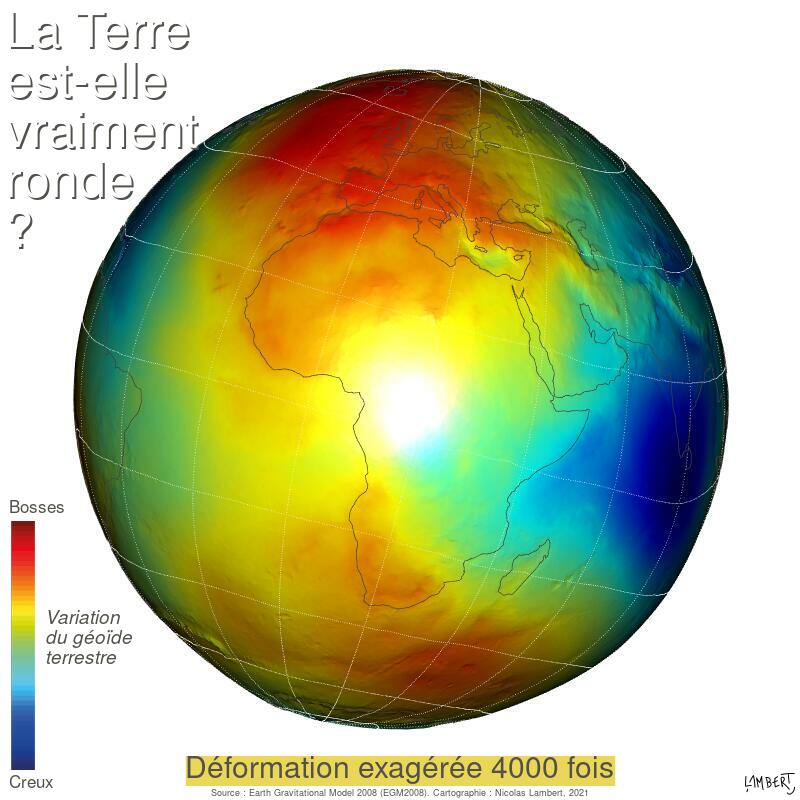 La Terre
est-elle
vraiment
ronde
?
Bosses
Variation
du géoïde
terrestre
Creux
Déformation exagérée 4000 fois
Source : Earth Gravitational Model 2008 (EGM2008). Cartographie : Nicolas Lambert, 2021
LAMBERT